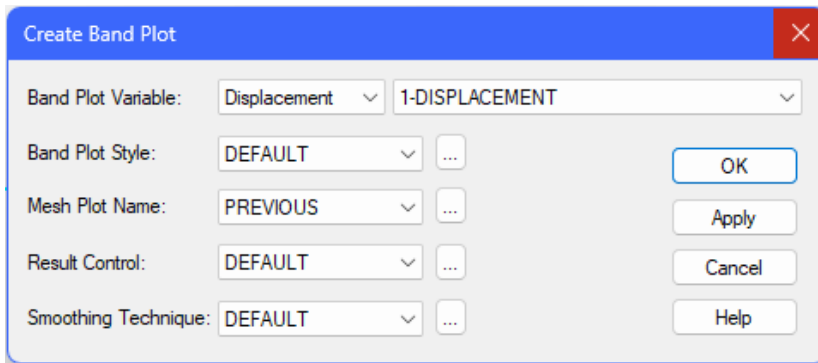 Create Band Plot
Band Plot Variable: Displacement 1-DISPLACEMENT
Band Plot Style: DEFAULT ...
OK
Mesh Plot Name: PREVIOUS ...
Apply
Result Control: DEFAULT ...
Cancel
Smoothing Technique: DEFAULT ...
Help